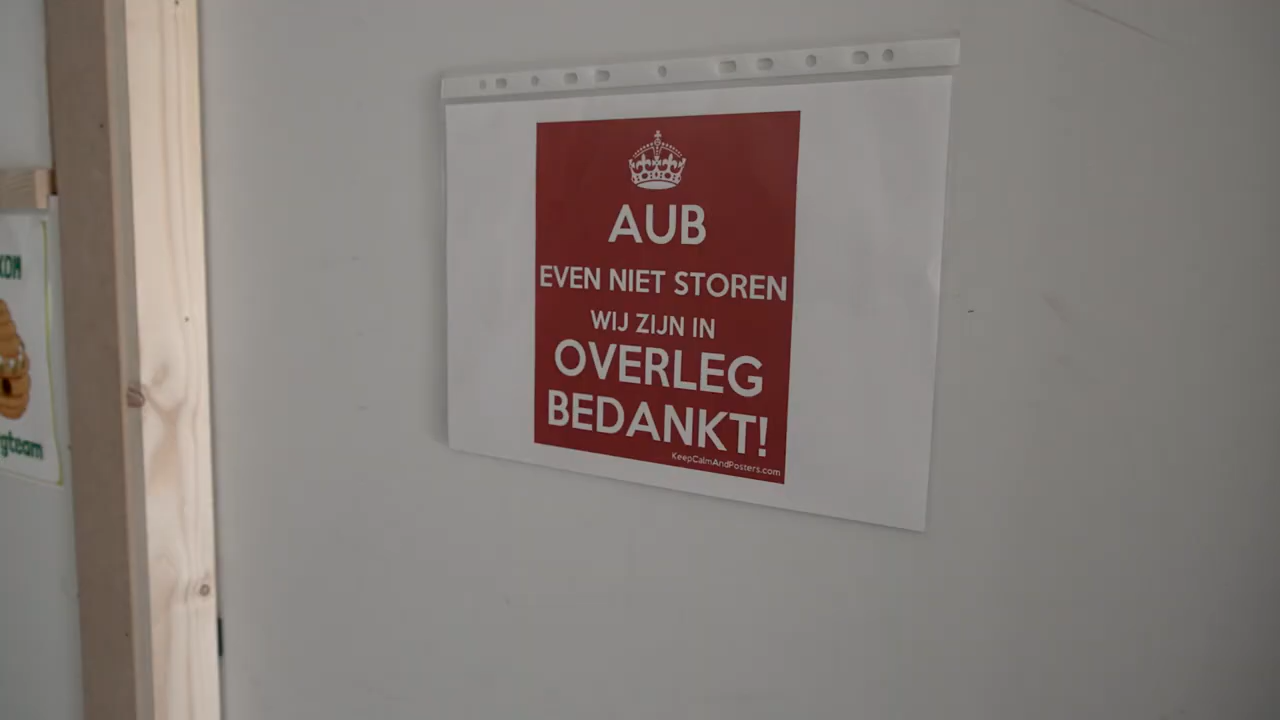 AUB
EVEN NIET STOREN
WIJ ZIJN IN
OVERLEG
BEDANKT!
KeepCalmAndPosters.com